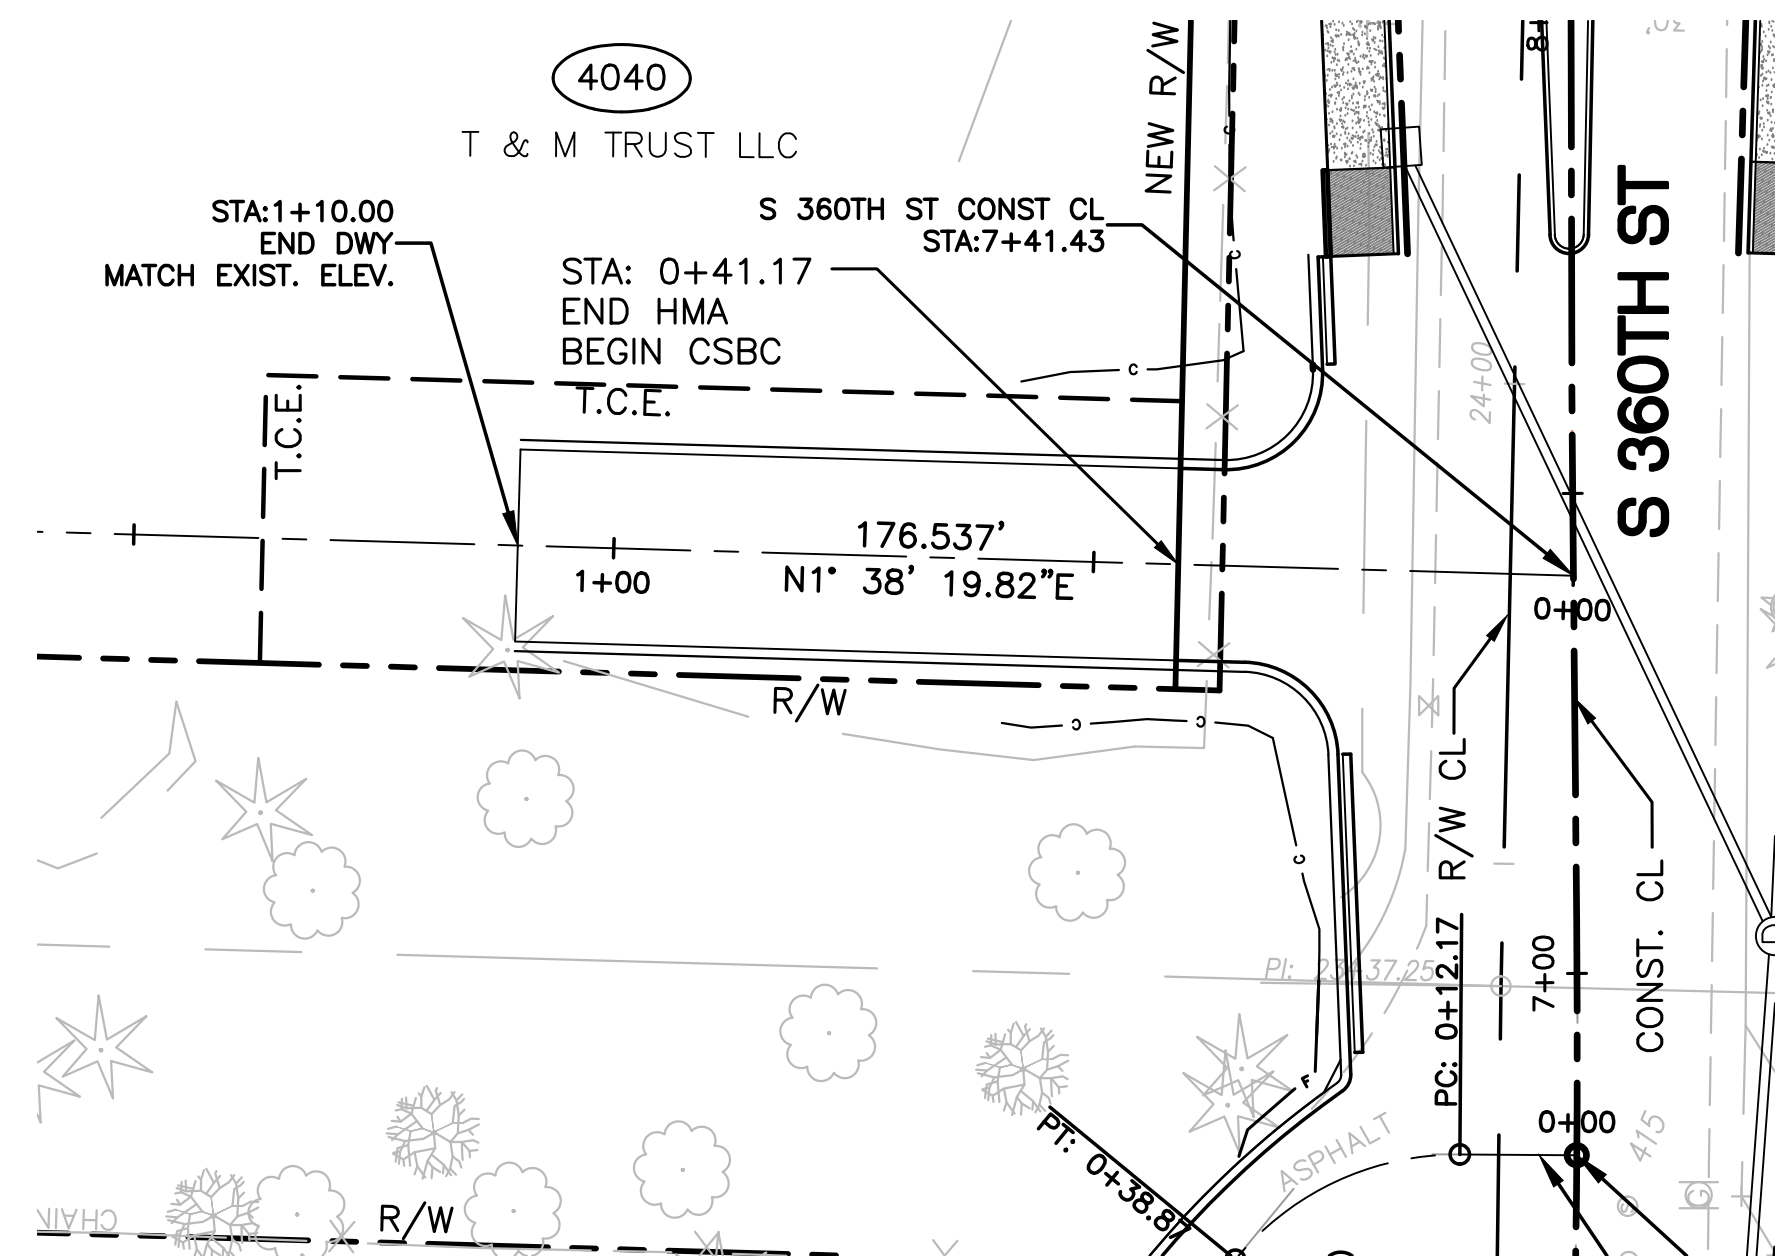 4040
T & M TRUST LLC
NEW R/W
STA:1+10.00
END DWY
MATCH EXIST. ELEV.
S 360TH ST CONST CL
STA:7+41.43
STA: 0+41.17
END HMA
BEGIN CSBC
T.C.E.
T.C.E.
S 360TH ST
24+00
176.537'
N1° 38' 19.82"E
1+00
0+00
C
C
C
R/W
C
C
C
R/W CL
CONST. CL
PC: 0+12.17
7+00
F
0+00
415
ASPHALT
PT: 0+38.8
R/W
CHAIN
G
30'